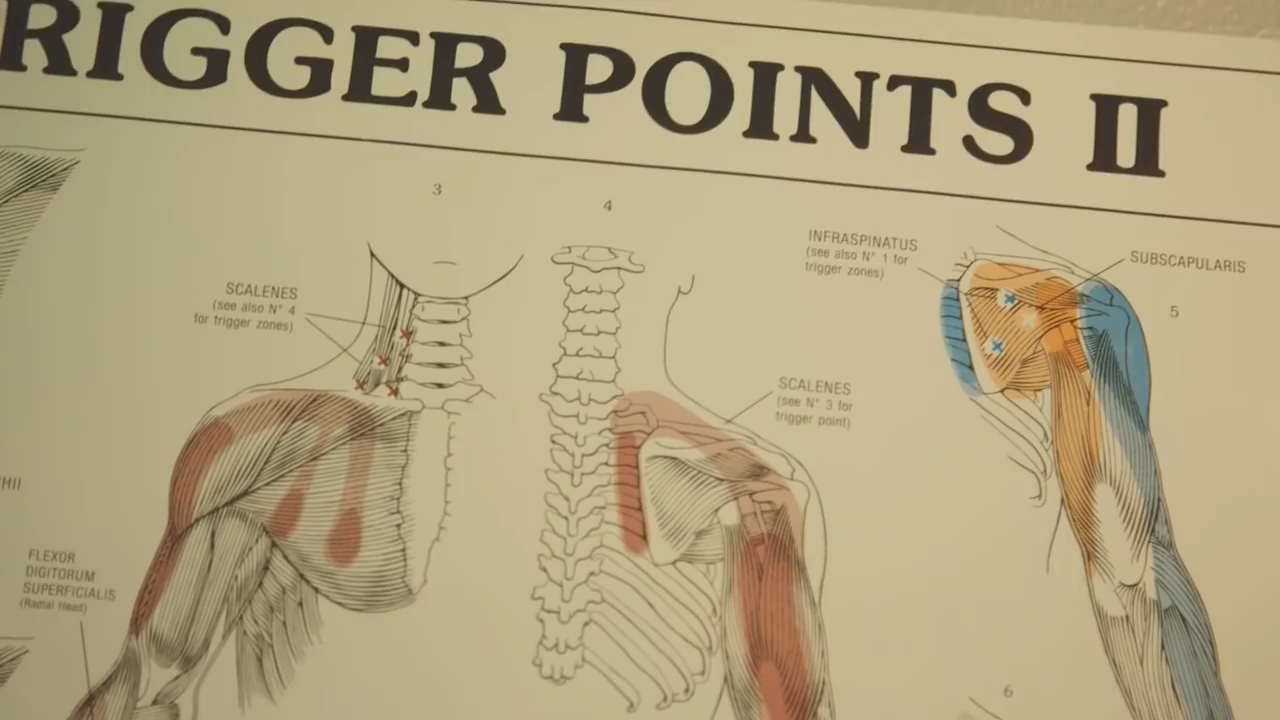 RIGGER POINTS II
3
4
INFRASPINATUS
(see also N° 1 for
trigger zones)
SUBSCAPULARIS
5
SCALENES
(see also N° 4
for trigger zones)
SCALENES
(see N° 3 for
trigger point)
HII
FLEXOR
DIGITORUM
SUPERFICIALIS
(Radial Head)
6